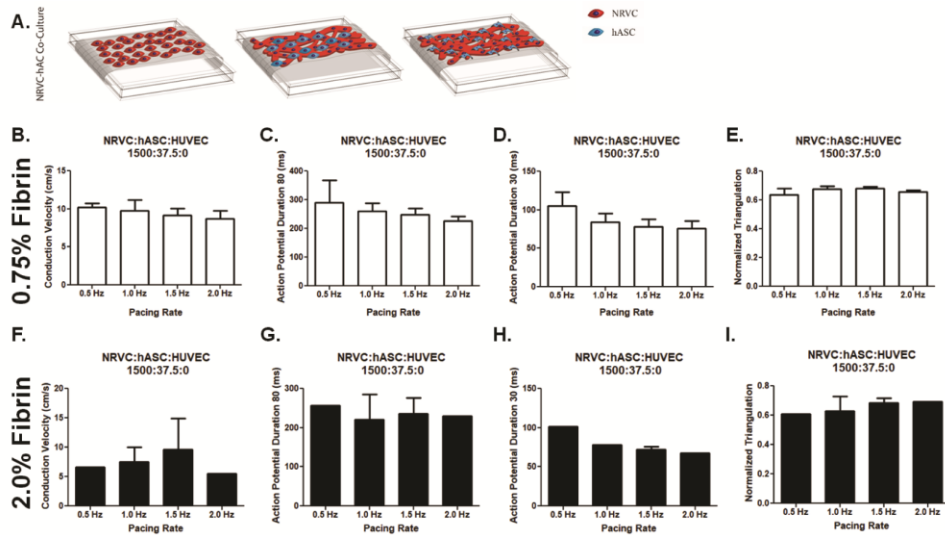 A.
NRVC-hAC Co-Culture
NRVC
hASC
0.75% Fibrin
B.
NRVC:hASC:HUVEC
1500:37.5:0
Conduction Velocity (cm/s)
15
10
5
0
0.5 Hz 1.0 Hz 1.5 Hz 2.0 Hz
Pacing Rate
C.
NRVC:hASC:HUVEC
1500:37.5:0
Action Potential Duration 80 (ms)
400
300
200
100
0
0.5 Hz 1.0 Hz 1.5 Hz 2.0 Hz
Pacing Rate
D.
NRVC:hASC:HUVEC
1500:37.5:0
Action Potential Duration 30 (ms)
150
100
50
0
0.5 Hz 1.0 Hz 1.5 Hz 2.0 Hz
Pacing Rate
E.
NRVC:hASC:HUVEC
1500:37.5:0
Normalized Triangulation
0.8
0.6
0.4
0.2
0.0
0.5 Hz 1.0 Hz 1.5 Hz 2.0 Hz
Pacing Rate
2.0% Fibrin
F.
NRVC:hASC:HUVEC
1500:37.5:0
Conduction Velocity (cm/s)
20
15
10
5
0
0.5 Hz 1.0 Hz 1.5 Hz 2.0 Hz
Pacing Rate
G.
NRVC:hASC:HUVEC
1500:37.5:0
Action Potential Duration 80 (ms)
300
200
100
0
0.5 Hz 1.0 Hz 1.5 Hz 2.0 Hz
Pacing Rate
H.
NRVC:hASC:HUVEC
1500:37.5:0
Action Potential Duration 30 (ms)
150
100
50
0
0.5 Hz 1.0 Hz 1.5 Hz 2.0 Hz
Pacing Rate
I.
NRVC:hASC:HUVEC
1500:37.5:0
Normalized Triangulation
0.8
0.6
0.4
0.2
0.0
0.5 Hz 1.0 Hz 1.5 Hz 2.0 Hz
Pacing Rate